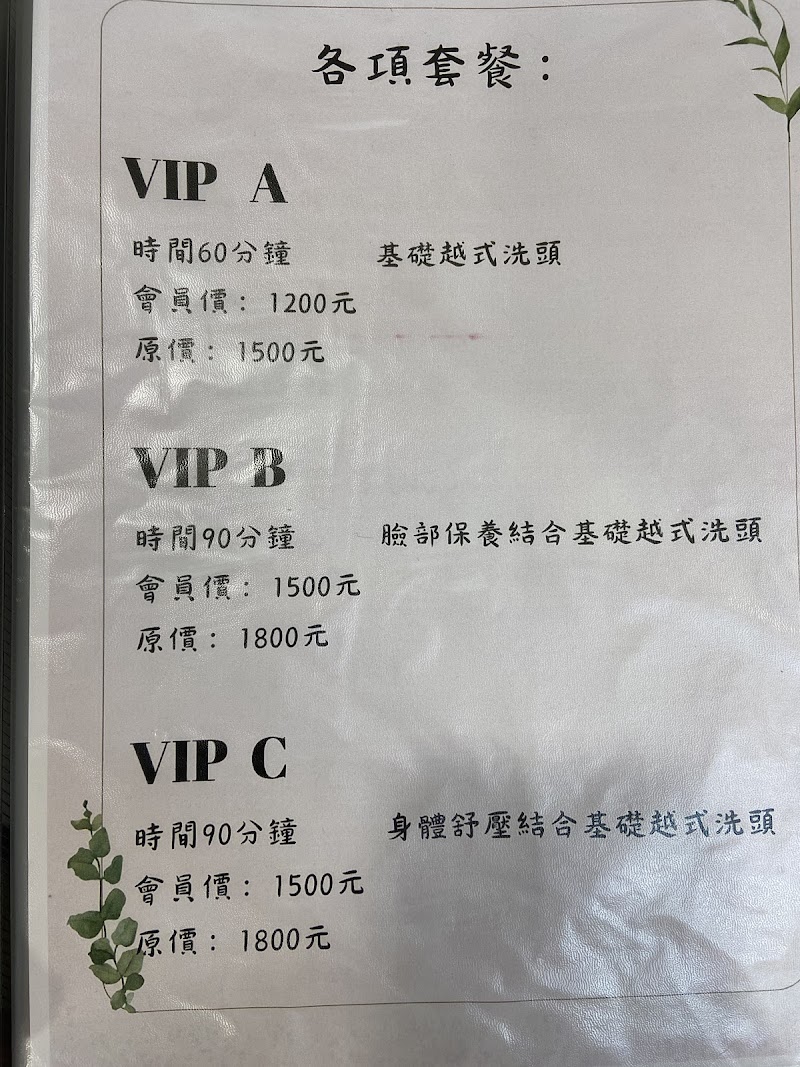 各項套餐：
VIP A
時間60分鐘 基礎越式洗頭
會員價：1200元
原價：1500元
VIP B
時間90分鐘 臉部保養結合基礎越式洗頭
會員價：1500元
原價：1800元
VIP C
時間90分鐘 身體舒壓結合基礎越式洗頭
會員價：1500元
原價：1800元